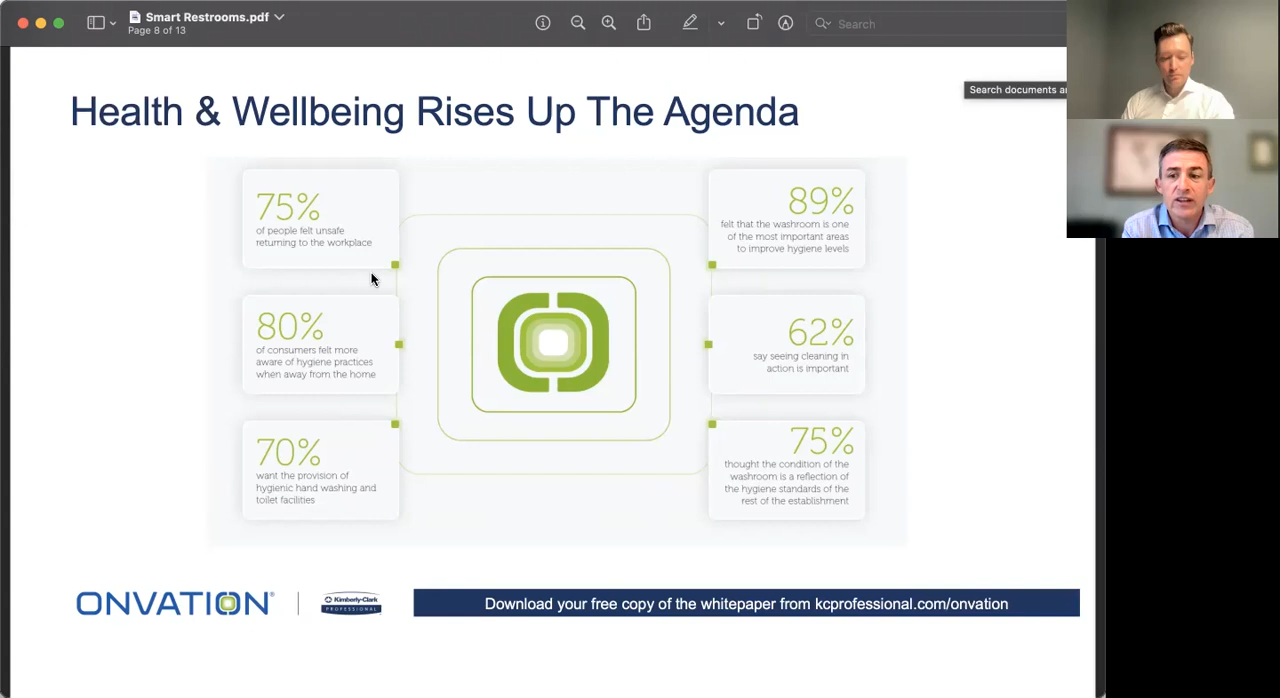 Smart Restrooms.pdf
Page 8 of 13
Search
Search documents
Health & Wellbeing Rises Up The Agenda
75%
of people felt unsafe
returning to the workplace
80%
of consumers felt more
aware of hygiene practices
when away from the home
70%
want the provision of
hygienic hand washing and
toilet facilities
89%
felt that the washroom is one
of the most important areas
to improve hygiene levels
62%
say seeing cleaning in
action is important
75%
thought the condition of the
washroom is a reflection of
the hygiene standards of the
rest of the establishment
ONVATION®
Kimberly-Clark
PROFESSIONAL
Download your free copy of the whitepaper from kcprofessional.com/onvation